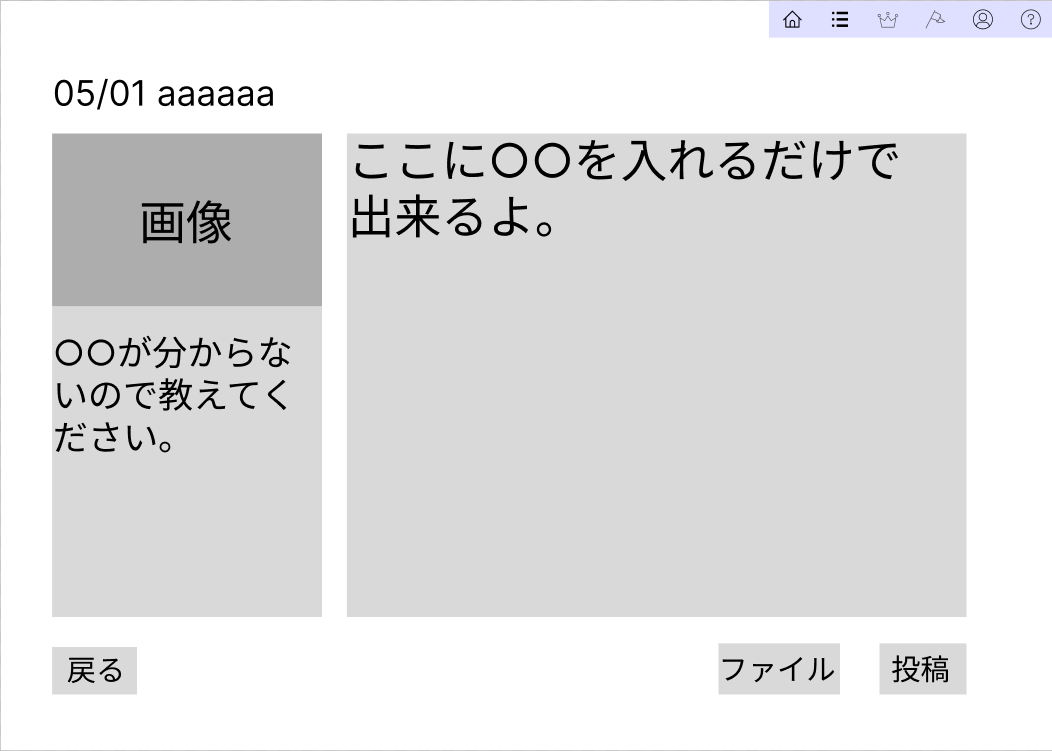 05/01 aaaaaa
画像
〇〇が分からな
いので教えてく
ださい。
ここに〇〇を入れるだけで
出来るよ。
戻る
ファイル
投稿